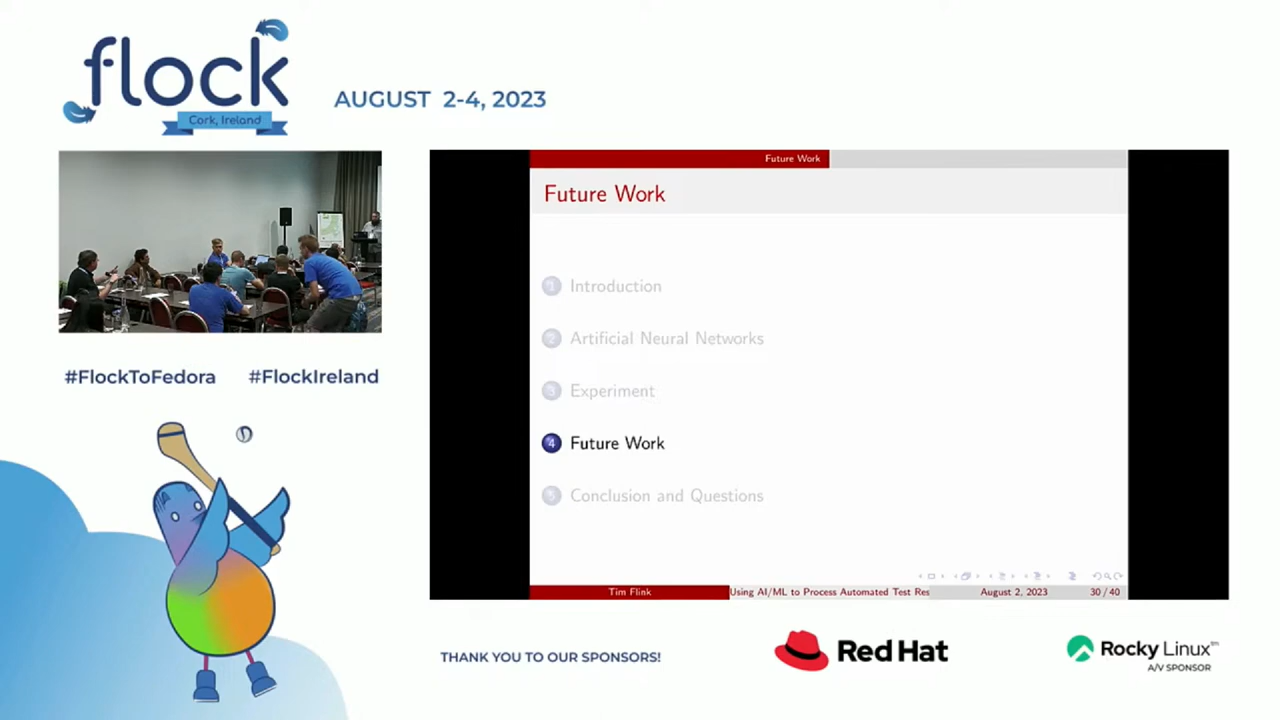 flock
Cork, Ireland
AUGUST 2-4, 2023
Future Work
Future Work
1 Introduction
2 Artificial Neural Networks
3 Experiment
4 Future Work
5 Conclusion and Questions
Tim Flink
Using AI/ML to Process Automated Test Res
August 2, 2023
30 / 40
#FlockToFedora #FlockIreland
THANK YOU TO OUR SPONSORS!
Red Hat
Rocky Linux™
A/V SPONSOR